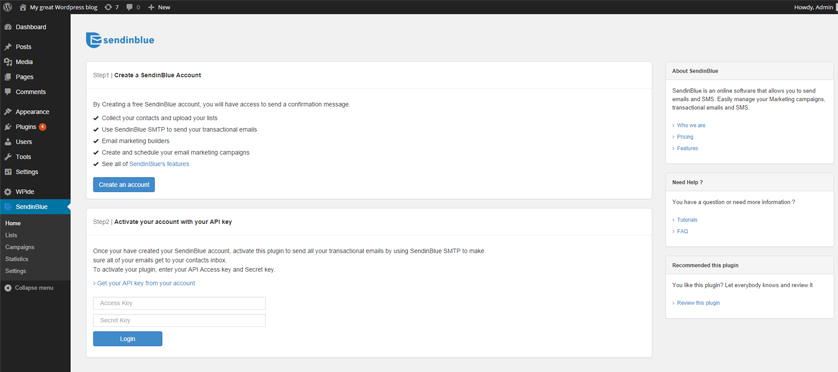 My great Wordpress blog 7 0 New Howdy, Admin
Dashboard
Posts
Media
Pages
Comments
Appearance
Plugins 4
Users
Tools
Settings
WPide
SendinBlue
Home
Lists
Campaigns
Statistics
Settings
Collapse menu
sendinblue
Step1 | Create a SendinBlue Account
By Creating a free SendinBlue account, you will have access to send a confirmation message.
Collect your contacts and upload your lists
Use SendinBlue SMTP to send your transactional emails
Email marketing builders
Create and schedule your email marketing campaigns
See all of SendinBlue's features
Create an account
Step2 | Activate your account with your API key
Once your have created your SendinBlue account, activate this plugin to send all your transactional emails by using SendinBlue SMTP to make
sure all of your emails get to your contacts inbox.
To activate your plugin, enter your API Access key and Secret key.
Get your API key from your account
Access Key
Secret Key
Login
About SendinBlue
SendinBlue is an online software that allows you to send
emails and SMS. Easily manage your Marketing campaigns,
transactional emails and SMS.
Who we are
Pricing
Features
Need Help ?
You have a question or need more information ?
Tutorials
FAQ
Recommended this plugin
You like this plugin? Let everybody knows and review it
Review this plugin